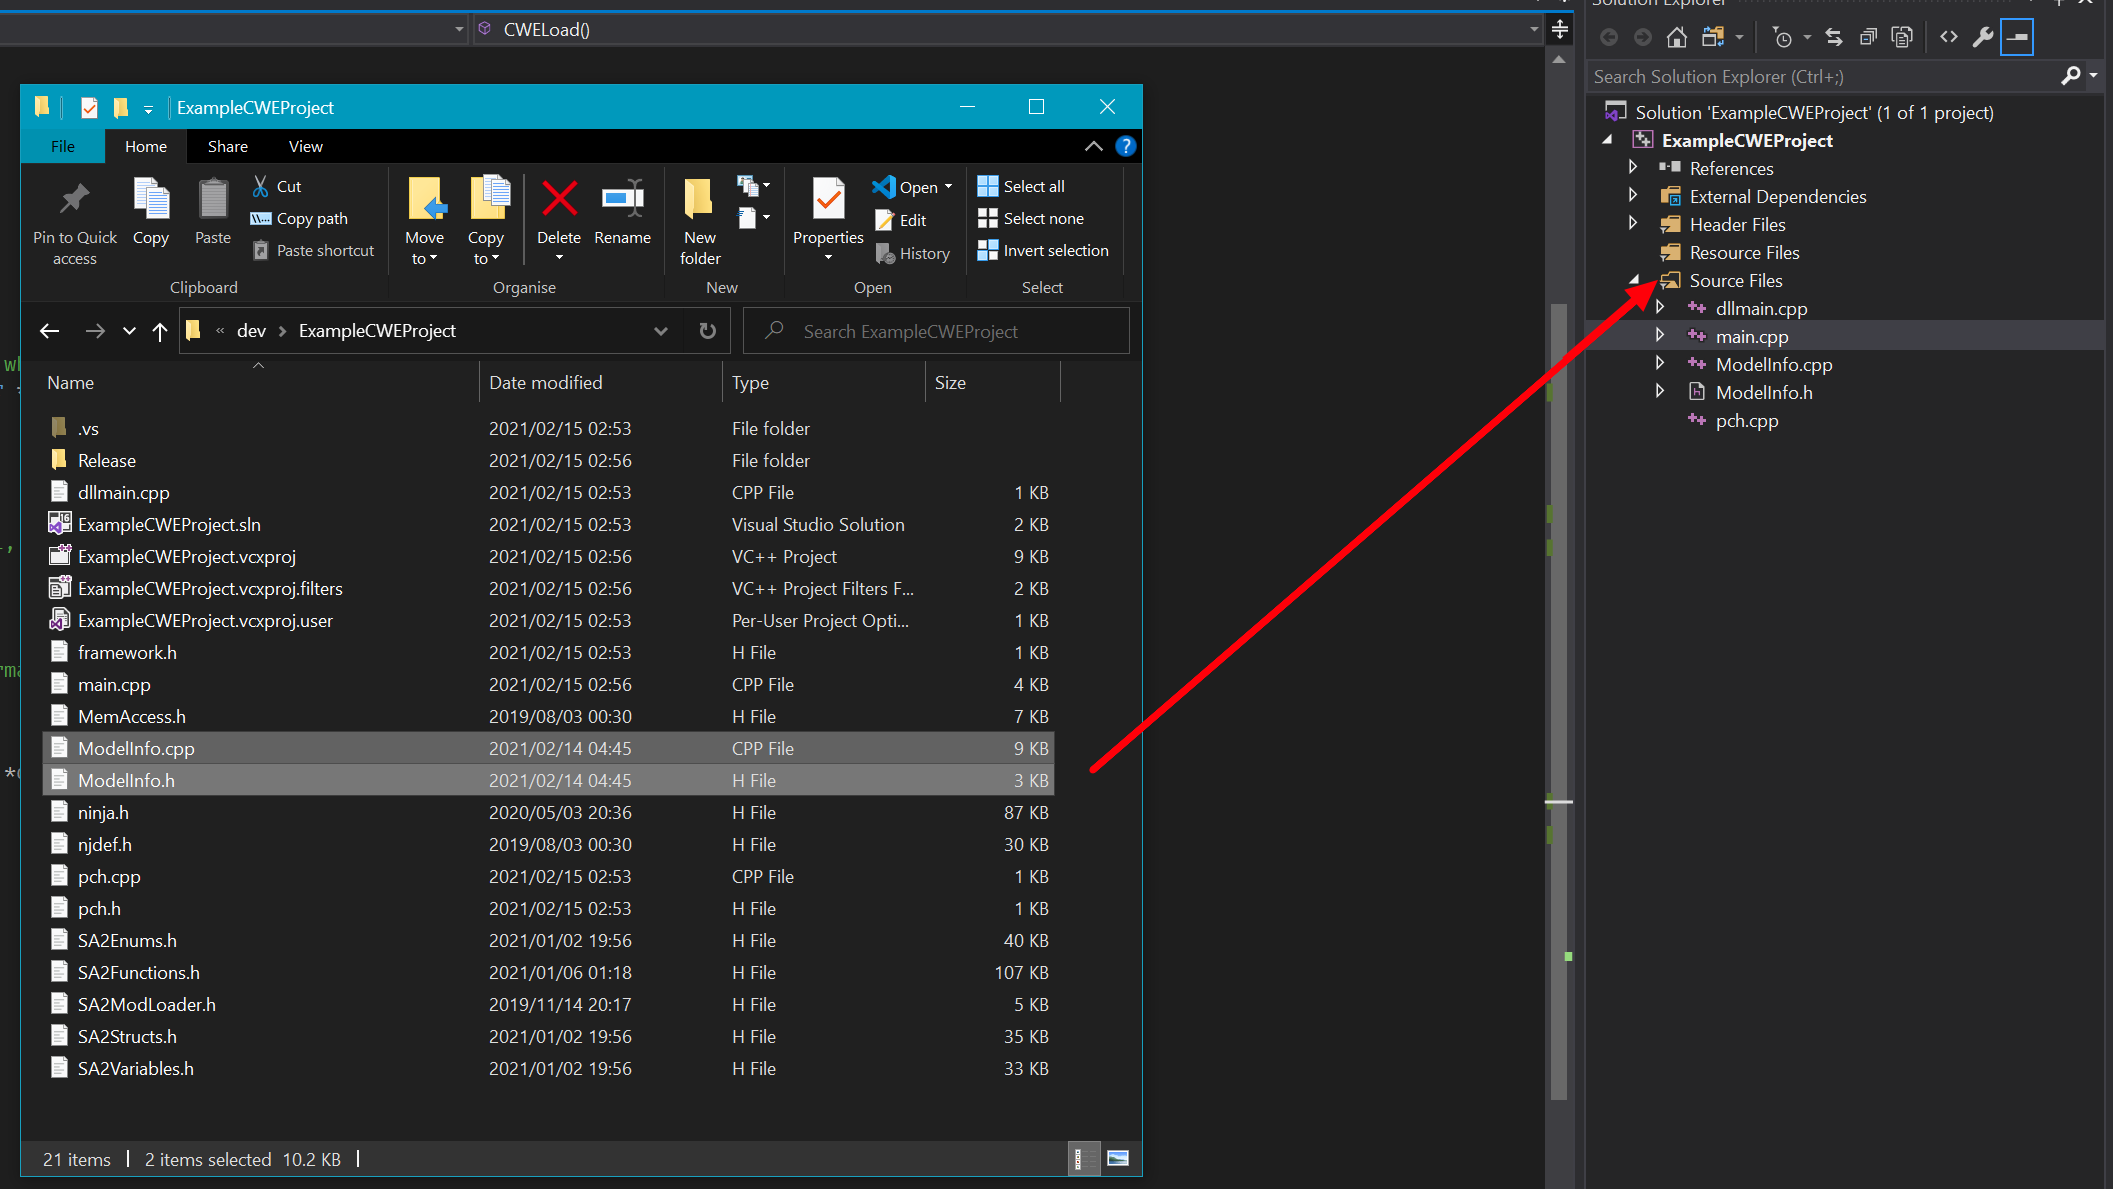 CWELoad()
Solution Explorer
Search Solution Explorer (Ctrl+;)
Solution 'ExampleCWEProject' (1 of 1 project)
ExampleCWEProject
References
External Dependencies
Header Files
Resource Files
Source Files
dllmain.cpp
main.cpp
ModelInfo.cpp
ModelInfo.h
pch.cpp
ExampleCWEProject
File Home Share View
Pin to Quick access
Copy
Paste
Cut
Copy path
Paste shortcut
Clipboard
Move to
Copy to
Delete
Rename
Organise
New folder
New
Properties
Open
Edit
History
Open
Select all
Select none
Invert selection
Select
« dev > ExampleCWEProject
Search ExampleCWEProject
Name Date modified Type Size
.vs 2021/02/15 02:53 File folder
Release 2021/02/15 02:56 File folder
dllmain.cpp 2021/02/15 02:53 CPP File 1 KB
ExampleCWEProject.sln 2021/02/15 02:53 Visual Studio Solution 2 KB
ExampleCWEProject.vcxproj 2021/02/15 02:56 VC++ Project 9 KB
ExampleCWEProject.vcxproj.filters 2021/02/15 02:56 VC++ Project Filters F... 2 KB
ExampleCWEProject.vcxproj.user 2021/02/15 02:53 Per-User Project Opti... 1 KB
framework.h 2021/02/15 02:53 H File 1 KB
main.cpp 2021/02/15 02:56 CPP File 4 KB
MemAccess.h 2019/08/03 00:30 H File 7 KB
ModelInfo.cpp 2021/02/14 04:45 CPP File 9 KB
ModelInfo.h 2021/02/14 04:45 H File 3 KB
ninja.h 2020/05/03 20:36 H File 87 KB
njdef.h 2019/08/03 00:30 H File 30 KB
pch.cpp 2021/02/15 02:53 CPP File 1 KB
pch.h 2021/02/15 02:53 H File 1 KB
SA2Enums.h 2021/01/02 19:56 H File 40 KB
SA2Functions.h 2021/01/06 01:18 H File 107 KB
SA2ModLoader.h 2019/11/14 20:17 H File 5 KB
SA2Structs.h 2021/01/02 19:56 H File 35 KB
SA2Variables.h 2021/01/02 19:56 H File 33 KB
21 items 2 items selected 10.2 KB